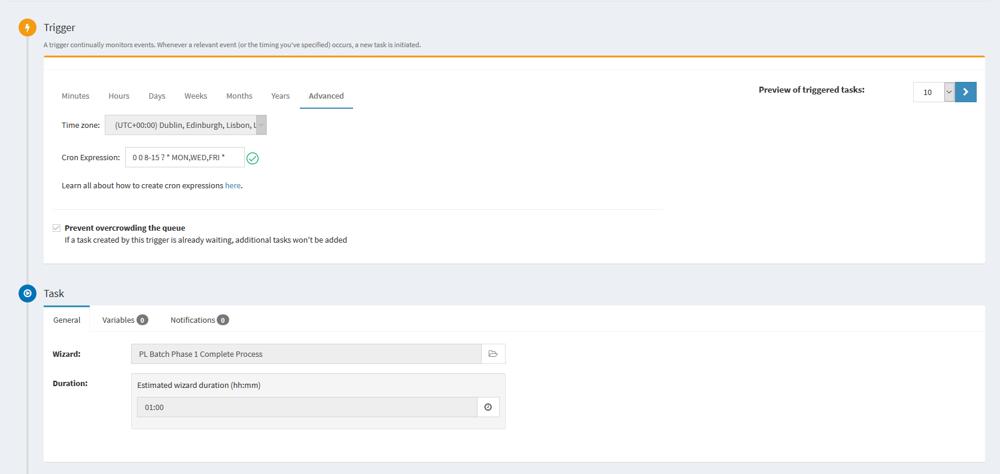 Trigger
A trigger continually monitors events. Whenever a relevant event (or the timing you've specified) occurs, a new task is initiated.
Minutes Hours Days Weeks Months Years Advanced
Preview of triggered tasks: 10
Time zone: (UTC+00:00) Dublin, Edinburgh, Lisbon, L
Cron Expression: 0 0 8-15 ? * MON,WED,FRI *
Learn all about how to create cron expressions here.
Prevent overcrowding the queue
If a task created by this trigger is already waiting, additional tasks won't be added
Task
General Variables 0 Notifications 0
Wizard: PL Batch Phase 1 Complete Process
Duration: Estimated wizard duration (hh:mm)
01:00